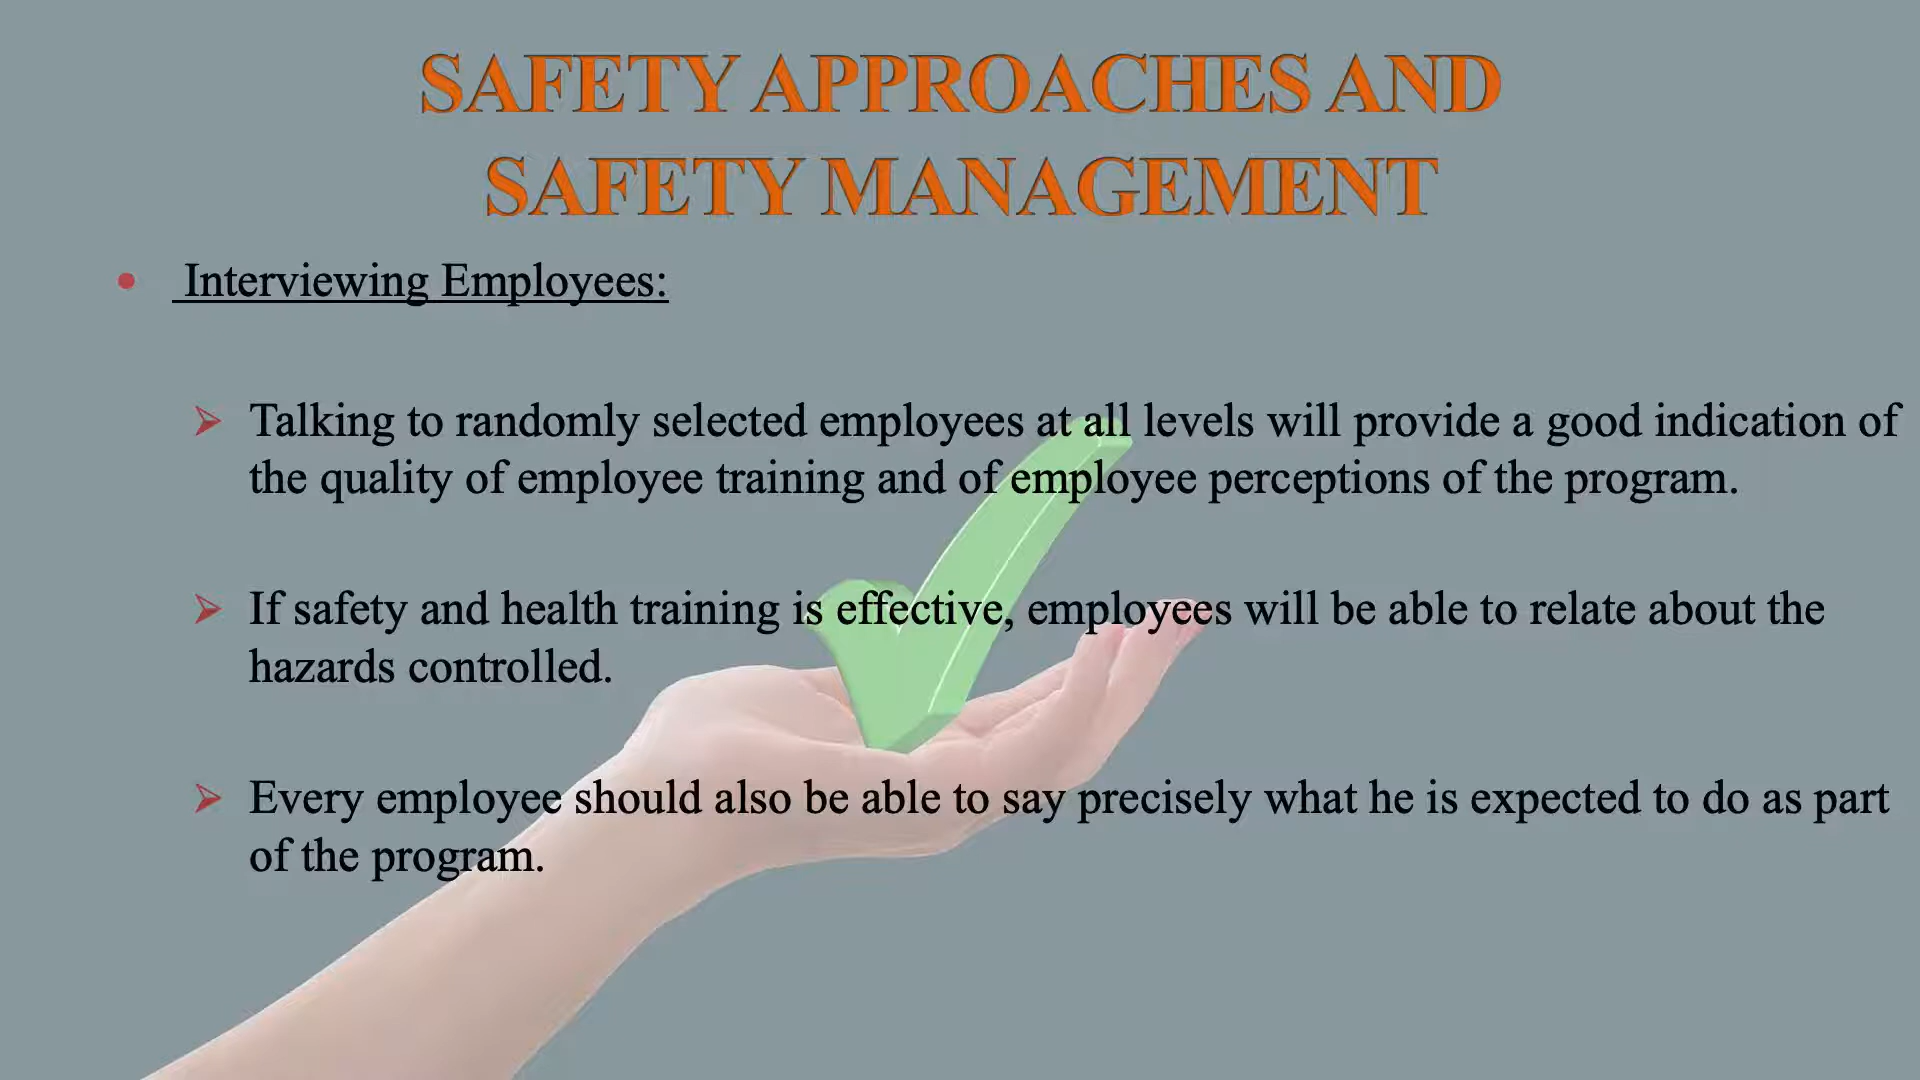 SAFETY APPROACHES AND
SAFETY MANAGEMENT
• Interviewing Employees:
➢ Talking to randomly selected employees at all levels will provide a good indication of
the quality of employee training and of employee perceptions of the program.
➢ If safety and health training is effective, employees will be able to relate about the
hazards controlled.
➢ Every employee should also be able to say precisely what he is expected to do as part
of the program.